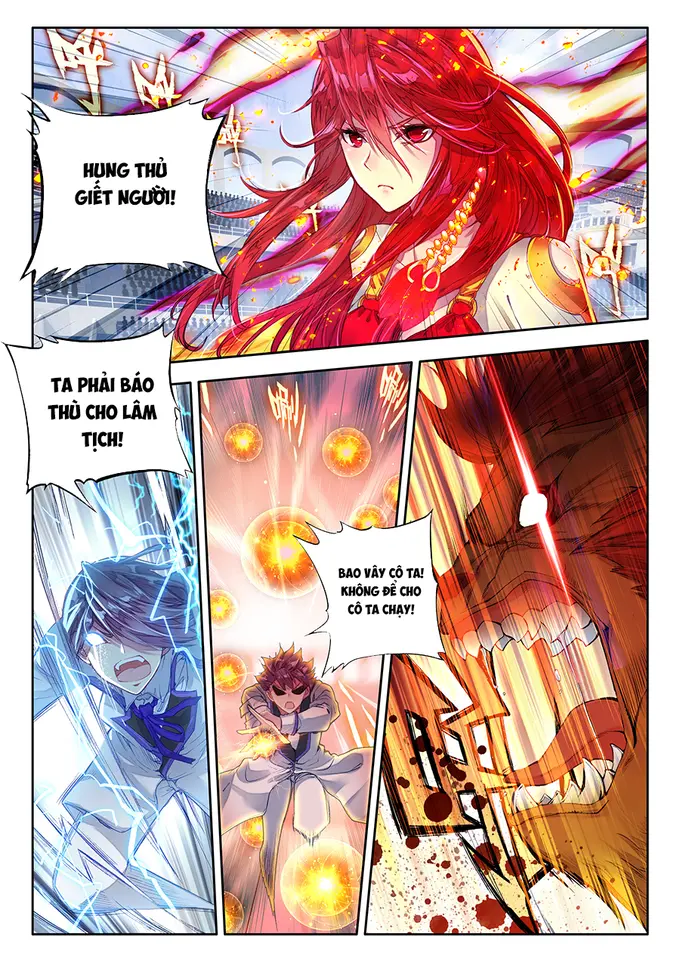 HUNG THỦ
GIẾT NGƯỜI!
TA PHẢI BÁO
THÙ CHO LÂM
TỊCH!
BAO VÂY CÔ TA!
KHÔNG ĐỂ CHO
CÔ TA CHẠY!